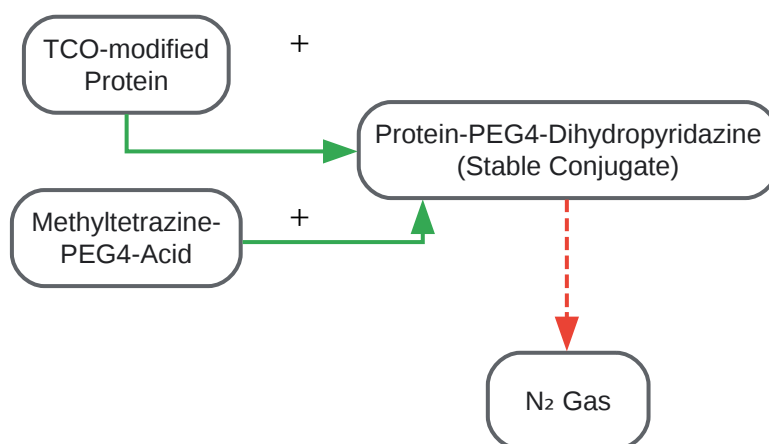 TCO-modified
Protein
+
Protein-PEG4-Dihydropyridazine
(Stable Conjugate)
Methyltetrazine-
PEG4-Acid
+
N₂ Gas